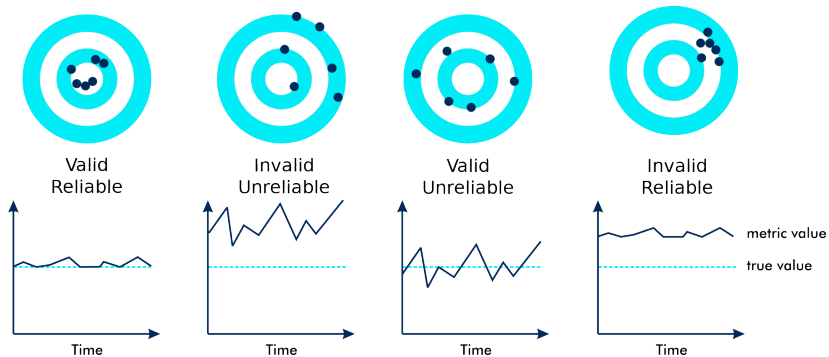 Valid
Reliable
Invalid
Unreliable
Valid
Unreliable
Invalid
Reliable
metric value
true value
Time
Time
Time
Time